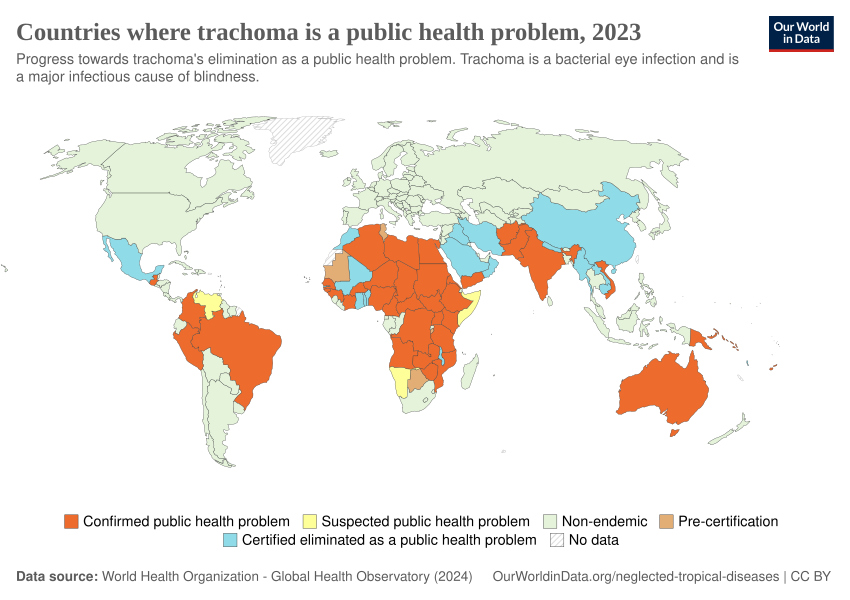 Countries where trachoma is a public health problem, 2023
Our World
in Data
Progress towards trachoma's elimination as a public health problem. Trachoma is a bacterial eye infection and is
a major infectious cause of blindness.
Confirmed public health problem
Suspected public health problem
Non-endemic
Pre-certification
Certified eliminated as a public health problem
No data
Data source: World Health Organization - Global Health Observatory (2024)
OurWorldinData.org/neglected-tropical-diseases | CC BY